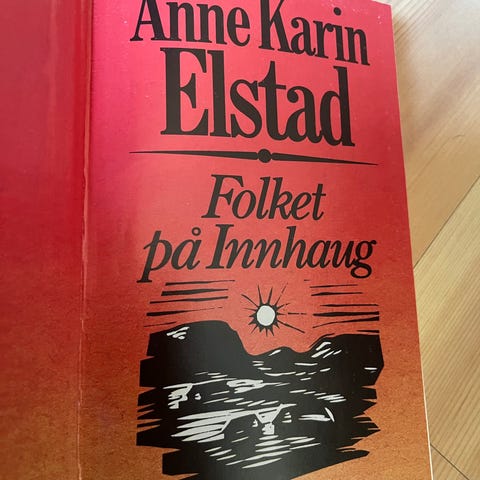 Anne Karin
Elstad
Folket
på Innhaug